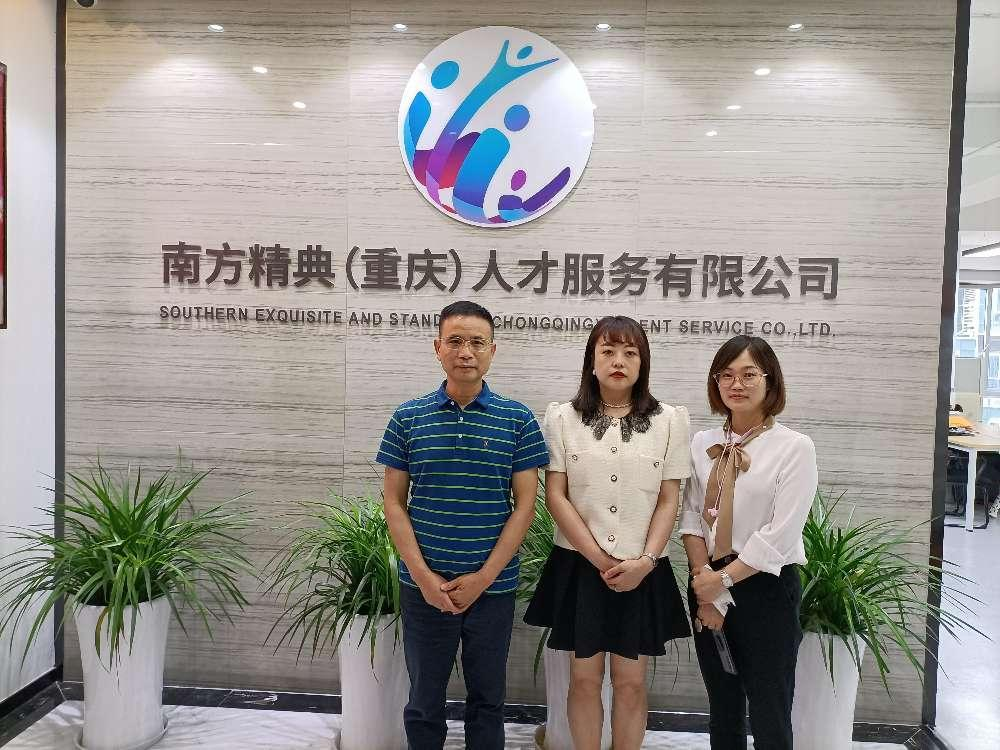 南方精典(重庆)人才服务有限公司
SOUTHERN EXQUISITE AND STAND CHONGQING ENT SERVICE CO.,LTD.